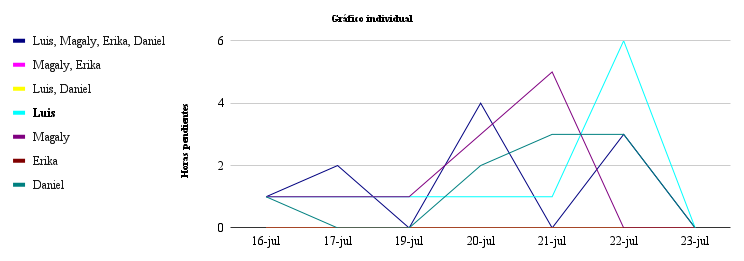 Gráfico individual
Luis, Magaly, Erika, Daniel
Magaly, Erika
Luis, Daniel
Luis
Magaly
Erika
Daniel
Horas pendientes
6
4
2
0
16-jul 17-jul 19-jul 20-jul 21-jul 22-jul 23-jul